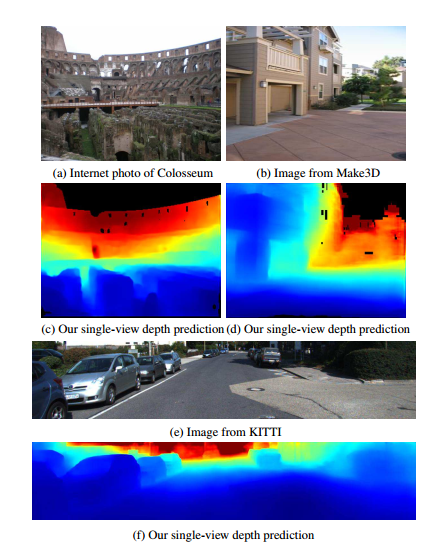 (a) Internet photo of Colosseum (b) Image from Make3D
(c) Our single-view depth prediction (d) Our single-view depth prediction
(e) Image from KITTI
(f) Our single-view depth prediction